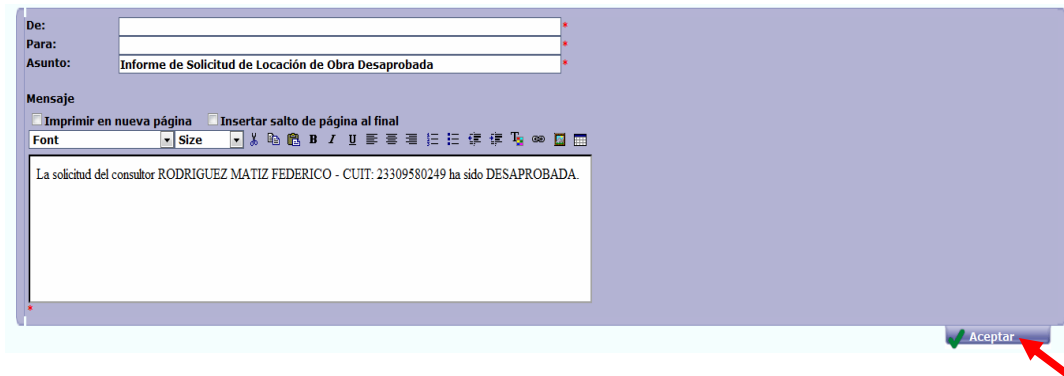 De: *
Para: *
Asunto: Informe de Solicitud de Locación de Obra Desaprobada *
Mensaje
Imprimir en nueva página Insertar salto de página al final
Font Size B I U
La solicitud del consultor RODRIGUEZ MATIZ FEDERICO - CUIT: 23309580249 ha sido DESAPROBADA.
*
Aceptar